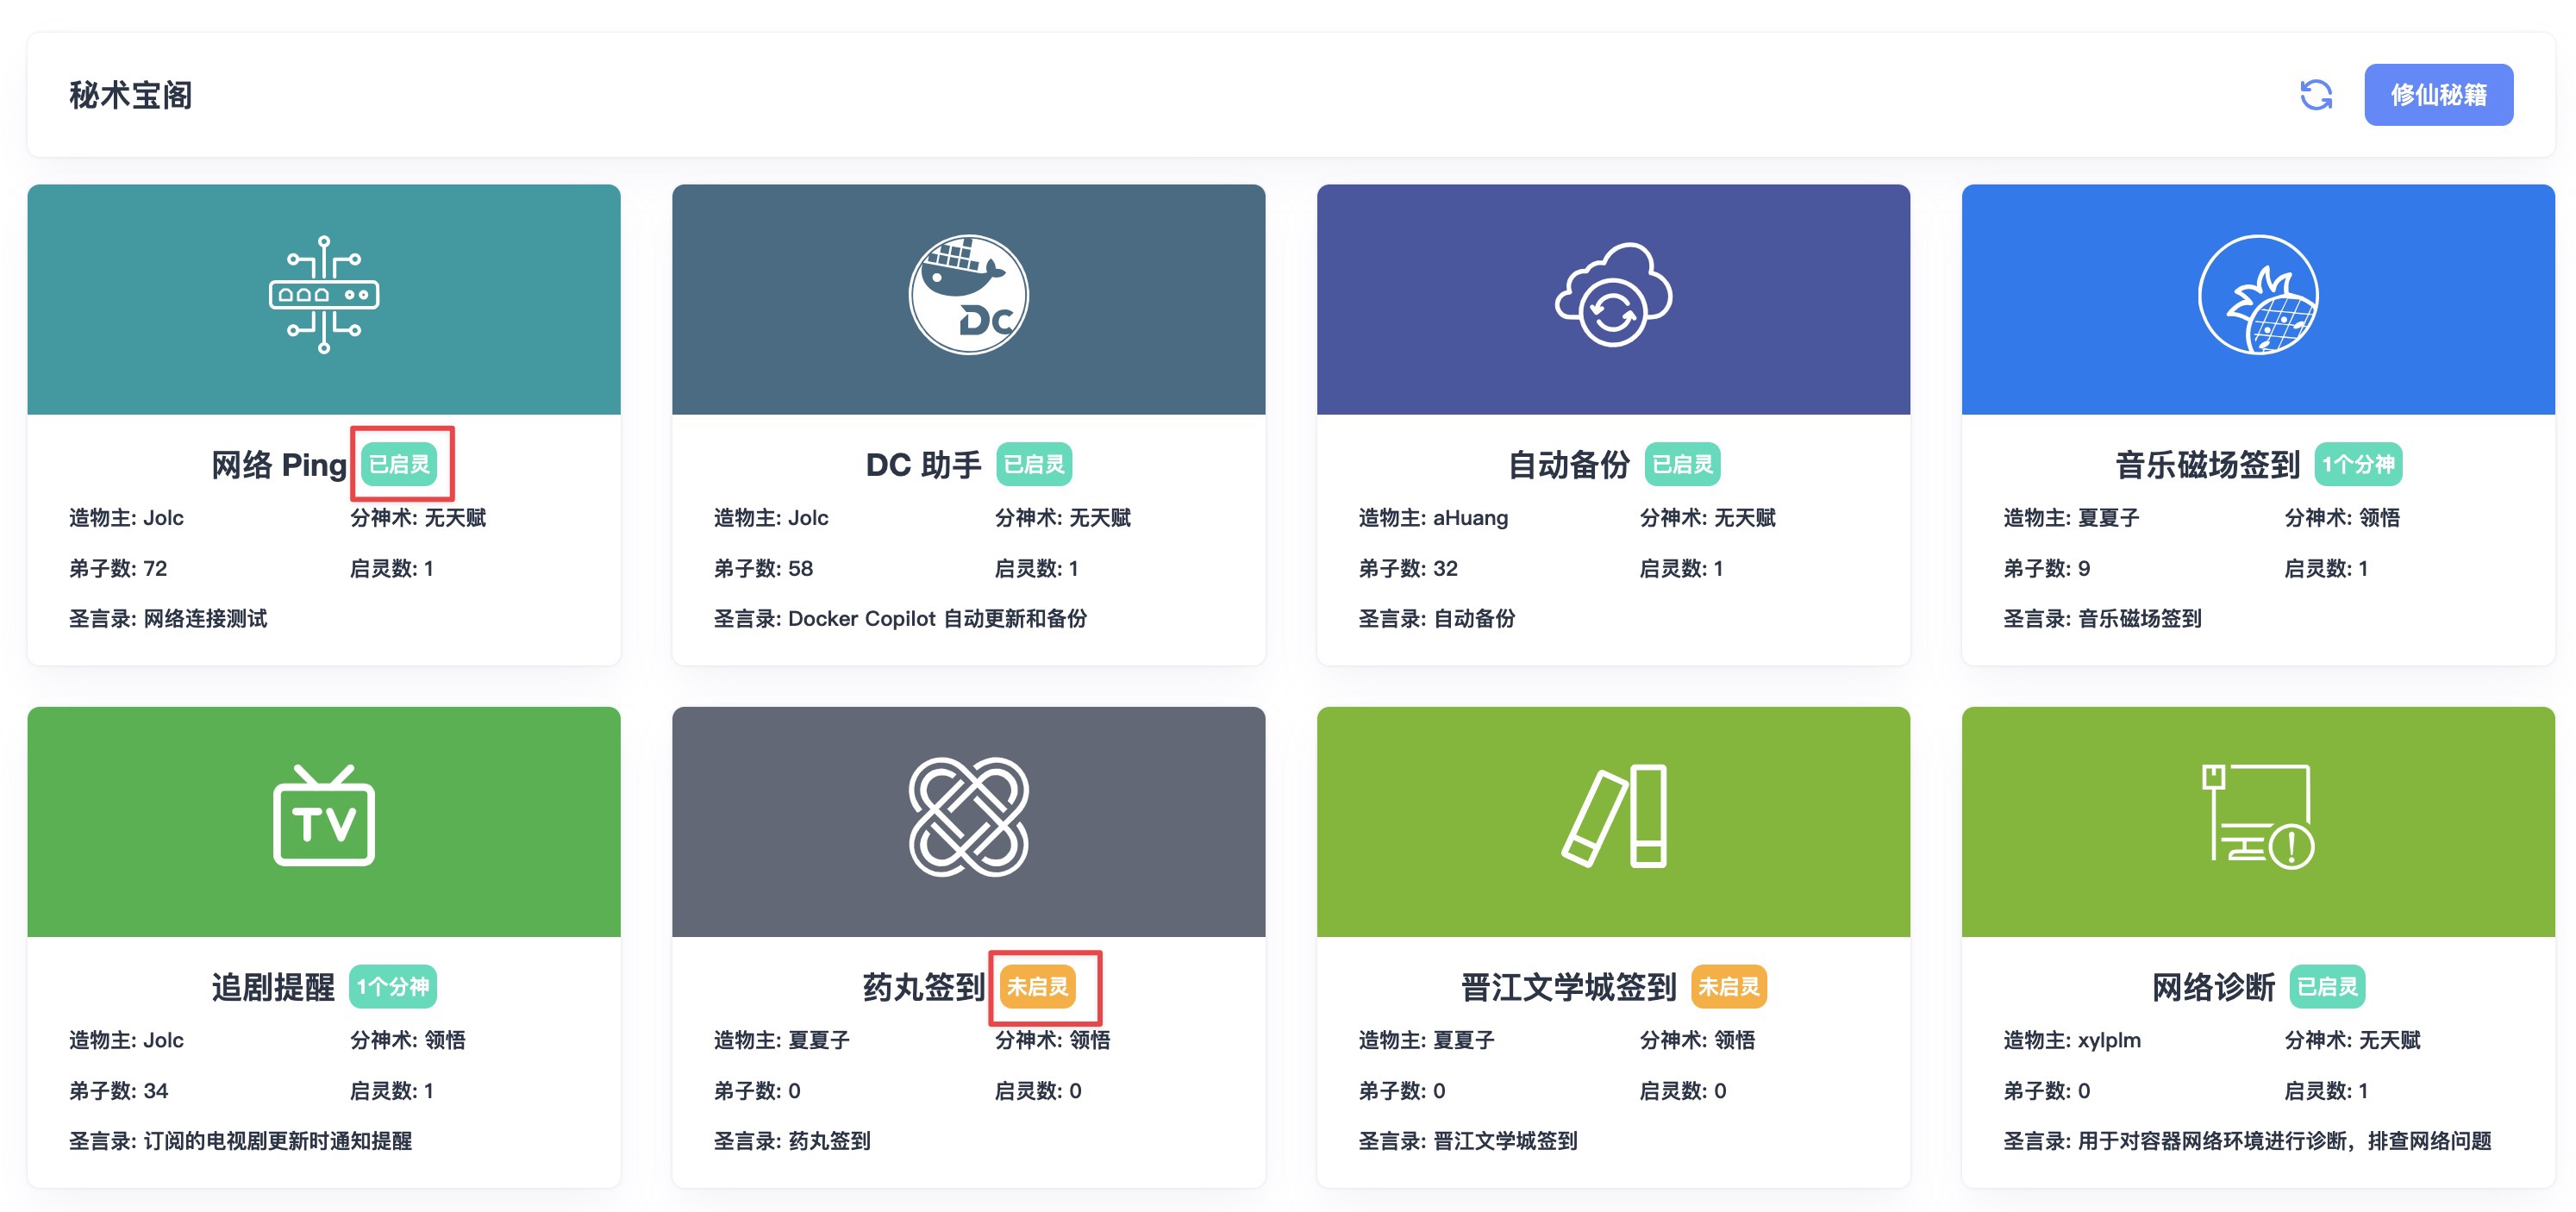 秘术宝阁
修仙秘籍
DC
网络 Ping 已启灵
造物主: Jolc 分神术: 无天赋
弟子数: 72 启灵数: 1
圣言录: 网络连接测试
DC 助手 已启灵
造物主: Jolc 分神术: 无天赋
弟子数: 58 启灵数: 1
圣言录: Docker Copilot 自动更新和备份
自动备份 已启灵
造物主: aHuang 分神术: 无天赋
弟子数: 32 启灵数: 1
圣言录: 自动备份
音乐磁场签到 1个分神
造物主: 夏夏子 分神术: 领悟
弟子数: 9 启灵数: 1
圣言录: 音乐磁场签到
TV
追剧提醒 1个分神
造物主: Jolc 分神术: 领悟
弟子数: 34 启灵数: 1
圣言录: 订阅的电视剧更新时通知提醒
药丸签到 未启灵
造物主: 夏夏子 分神术: 领悟
弟子数: 0 启灵数: 0
圣言录: 药丸签到
晋江文学城签到 未启灵
造物主: 夏夏子 分神术: 领悟
弟子数: 0 启灵数: 0
圣言录: 晋江文学城签到
网络诊断 已启灵
造物主: xylplm 分神术: 无天赋
弟子数: 0 启灵数: 1
圣言录: 用于对容器网络环境进行诊断，排查网络问题